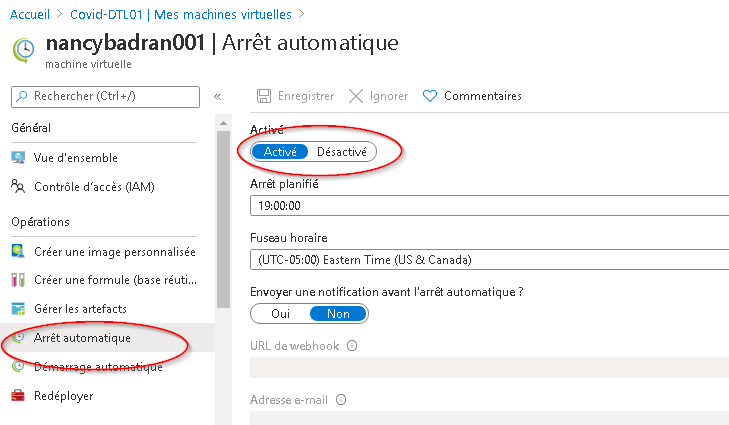 Accueil > Covid-DTL01 | Mes machines virtuelles >
nancybadran001 | Arrêt automatique
machine virtuelle
Rechercher (Ctrl+/)
«
Général
Vue d'ensemble
Contrôle d'accès (IAM)
Opérations
Créer une image personnalisée
Créer une formule (base réuti...
Gérer les artefacts
Arrêt automatique
Démarrage automatique
Redéployer
Enregistrer Ignorer Commentaires
Activé
Activé Désactivé
Arrêt planifié
19:00:00
Fuseau horaire
(UTC-05:00) Eastern Time (US & Canada)
Envoyer une notification avant l'arrêt automatique ?
Oui Non
URL de webhook
Adresse e-mail